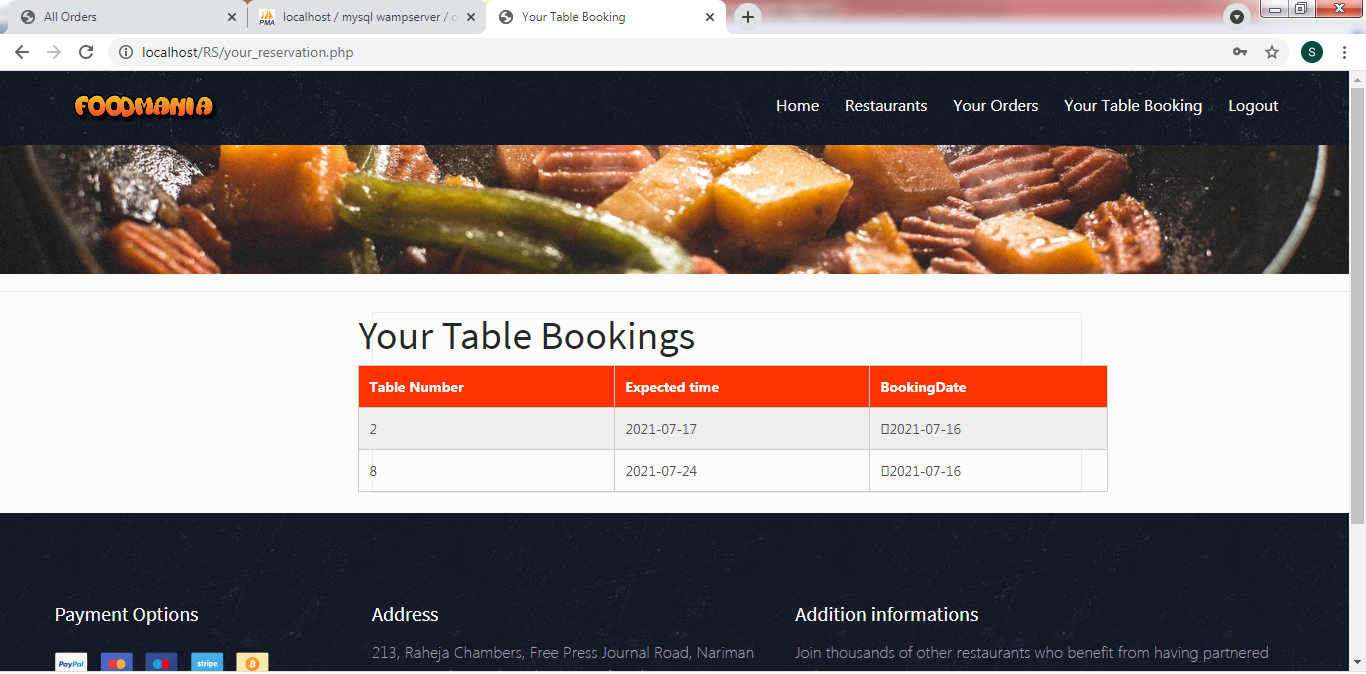 All Orders
localhost / mysql wampserver /
Your Table Booking
localhost/RS/your_reservation.php
S
FOODMANIA
Home Restaurants Your Orders Your Table Booking Logout
Your Table Bookings
Table Number Expected time BookingDate
2 2021-07-17 2021-07-16
8 2021-07-24 2021-07-16
Payment Options
Address
Addition informations
PayPal stripe
213, Raheja Chambers, Free Press Journal Road, Nariman
Join thousands of other restaurants who benefit from having partnered